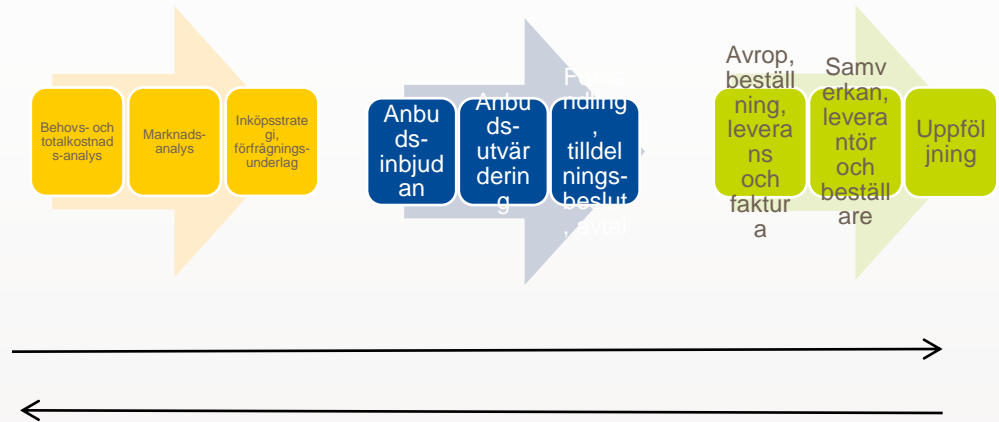 Behovs- och
totalkostnad
s-analys
Marknads-
analys
Inköpsstrate
gi,
förfrågnings-
underlag
Anbu
ds-
inbjud
an
Anbu
ds-
utvär
derin
g
ndling
,
tilldel
nings-
beslut
, avtal
Avrop,
beställ
ning,
levera
ns
och
faktur
a
Samv
erkan,
levera
ntör
och
beställ
are
Uppföl
jning